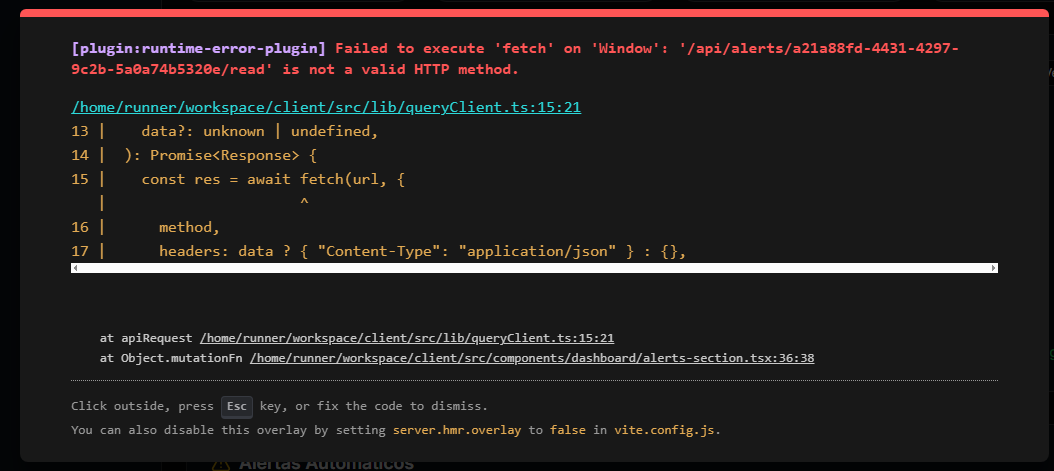 [plugin:runtime-error-plugin] Failed to execute 'fetch' on 'Window': '/api/alerts/a21a88fd-4431-4297-
9c2b-5a0a74b5320e/read' is not a valid HTTP method.
/home/runner/workspace/client/src/lib/queryClient.ts:15:21
13 |    data?: unknown | undefined,
14 |  ): Promise<Response> {
15 |    const res = await fetch(url, {
   |                      ^
16 |      method,
17 |      headers: data ? { "Content-Type": "application/json" } : {},
at apiRequest /home/runner/workspace/client/src/lib/queryClient.ts:15:21
at Object.mutationFn /home/runner/workspace/client/src/components/dashboard/alerts-section.tsx:36:38
Click outside, press Esc key, or fix the code to dismiss.
You can also disable this overlay by setting server.hmr.overlay to false in vite.config.js.
Alertas Automáticos